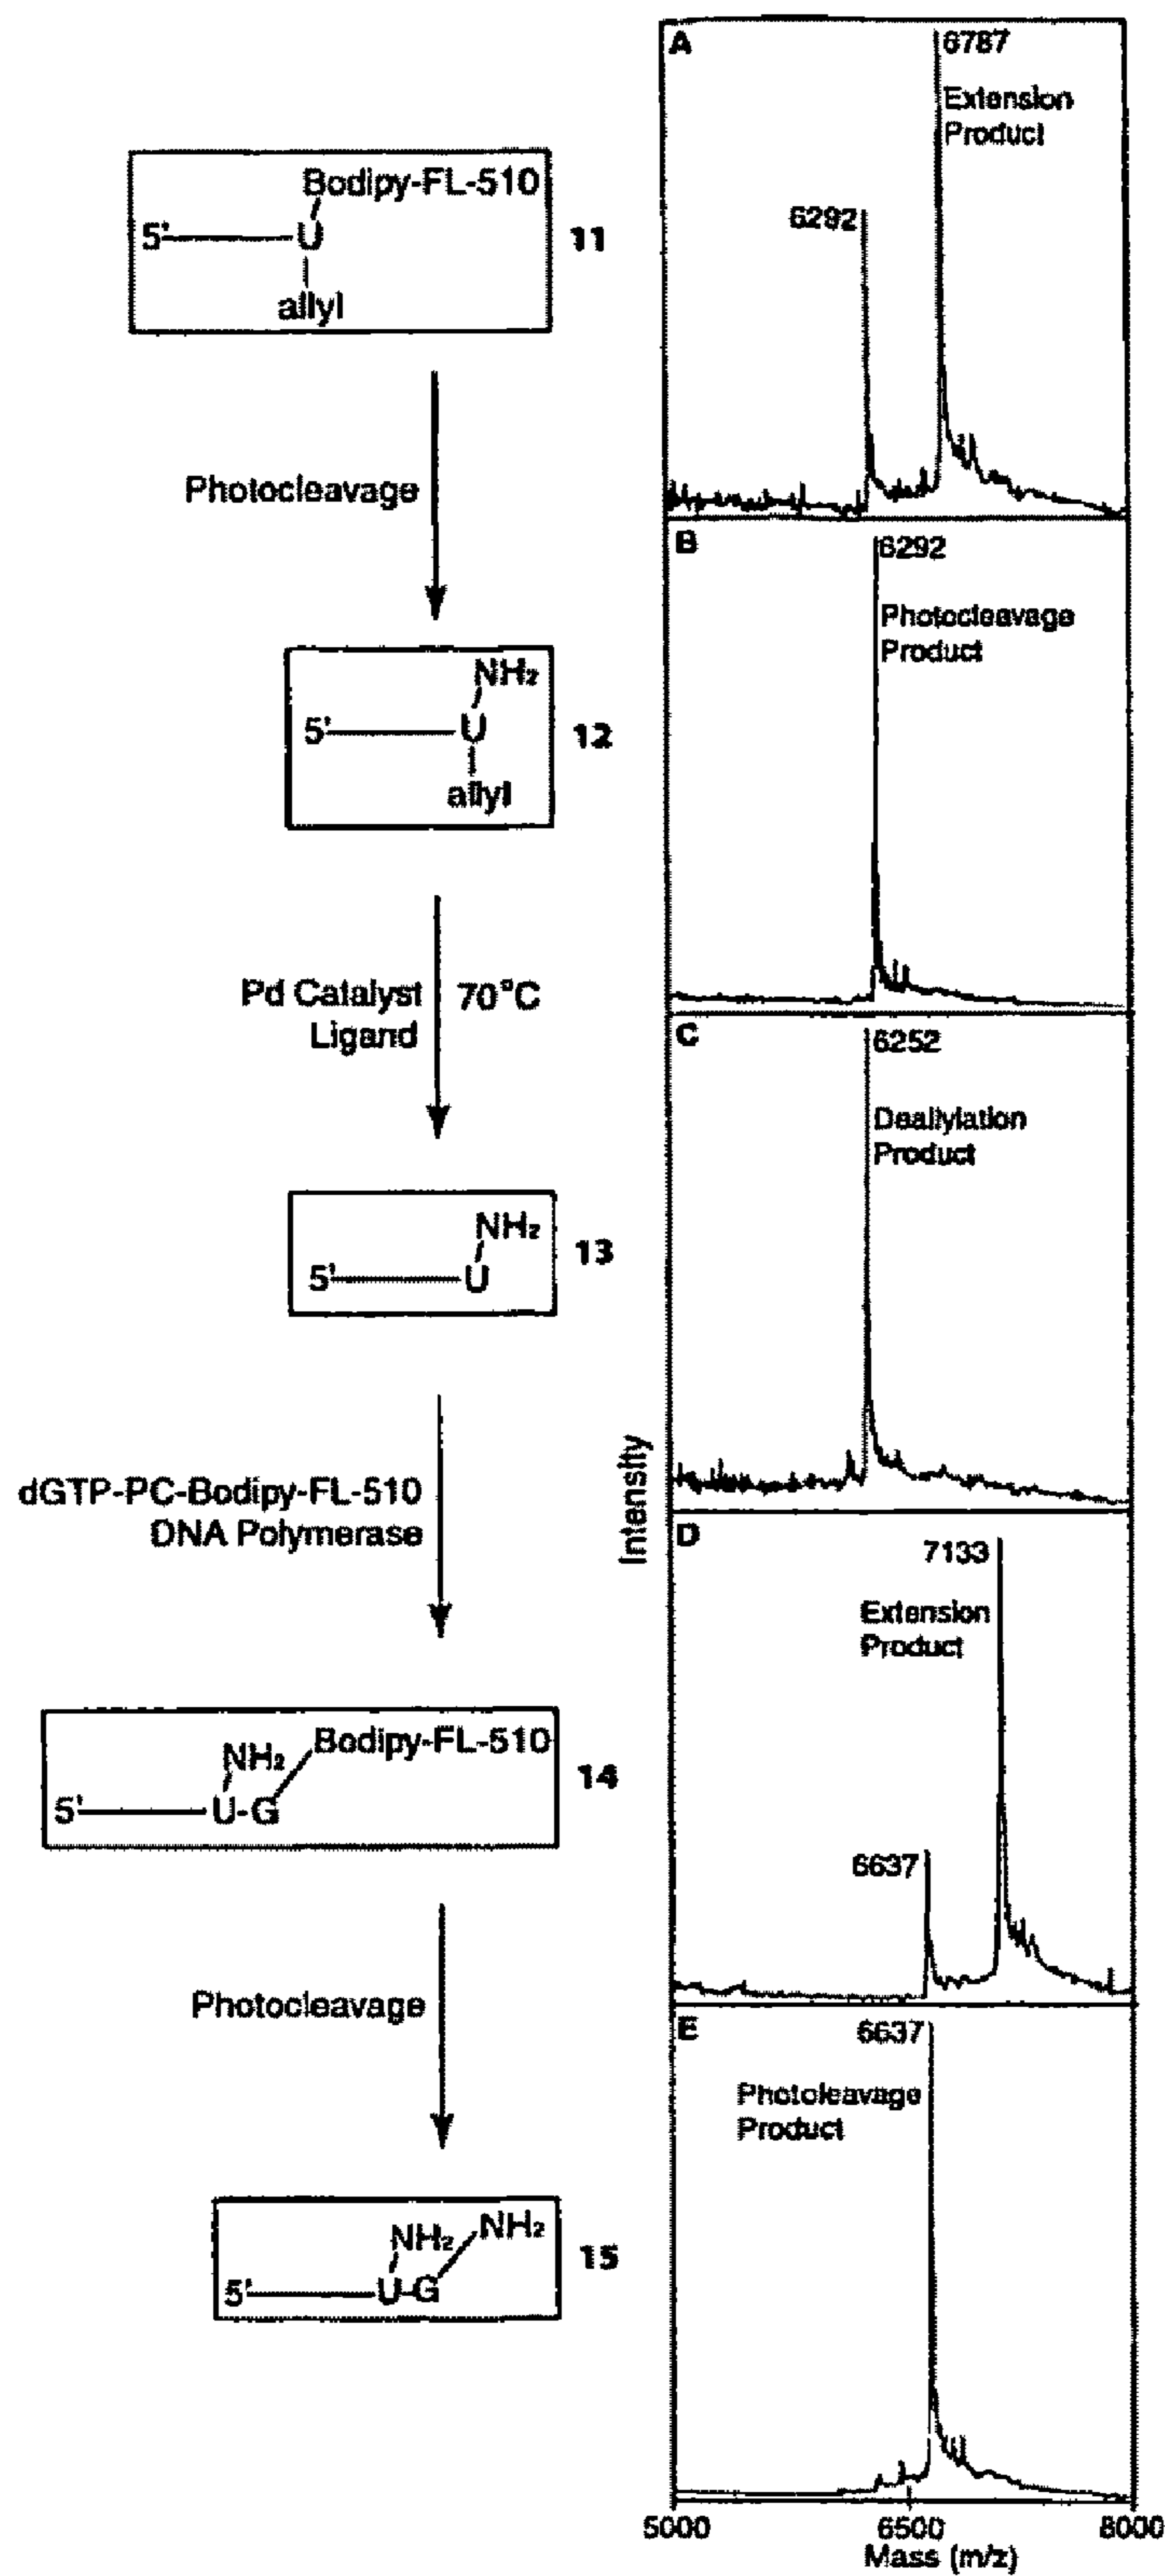 A
6787
Extension
Product
6292
Bodipy-FL-510
5'
U
allyl
11
Photocleavage
B
6292
Photocleavage
Product
NH₂
5'
U
allyl
12
Pd Catalyst
Ligand
70°C
C
6252
Deallylation
Product
NH₂
5'
U
13
dGTP-PC-Bodipy-FL-510
DNA Polymerase
Intensity
D
7133
Extension
Product
6637
Bodipy-FL-510
NH₂
5'
U-G
14
Photocleavage
E
6637
Photoleavage
Product
NH₂
NH₂
5'
U-G
15
5000
6500
8000
Mass (m/z)